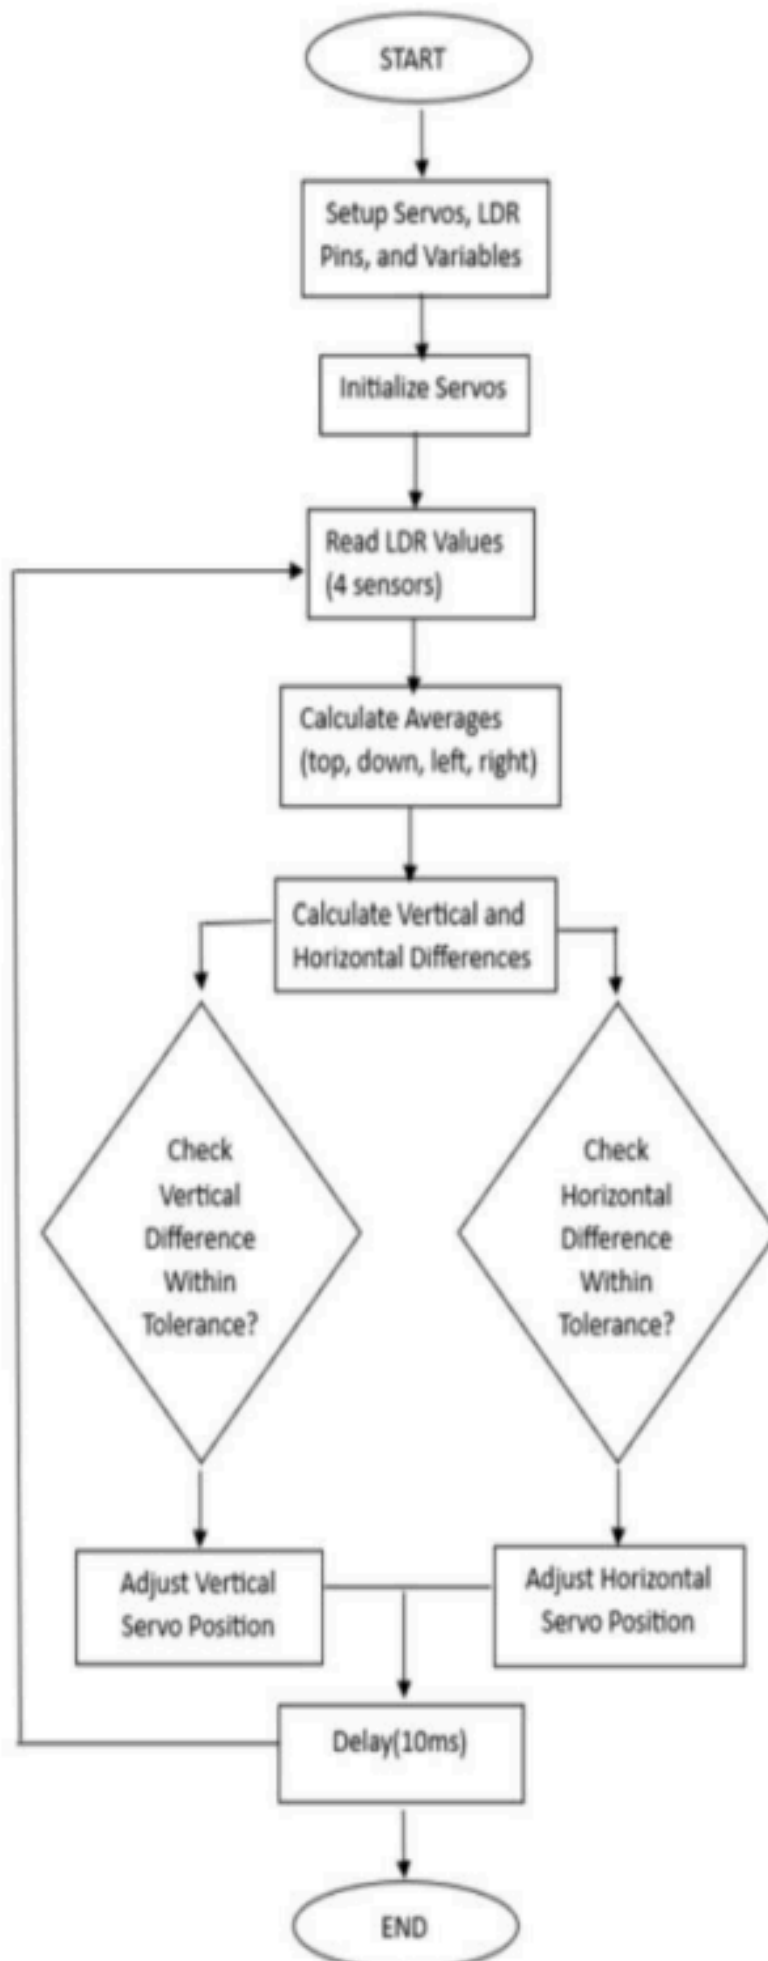 START
Setup Servos, LDR
Pins, and Variables
Initialize Servos
Read LDR Values
(4 sensors)
Calculate Averages
(top, down, left, right)
Calculate Vertical and
Horizontal Differences
Check
Vertical
Difference
Within
Tolerance?
Check
Horizontal
Difference
Within
Tolerance?
Adjust Vertical
Servo Position
Adjust Horizontal
Servo Position
Delay(10ms)
END